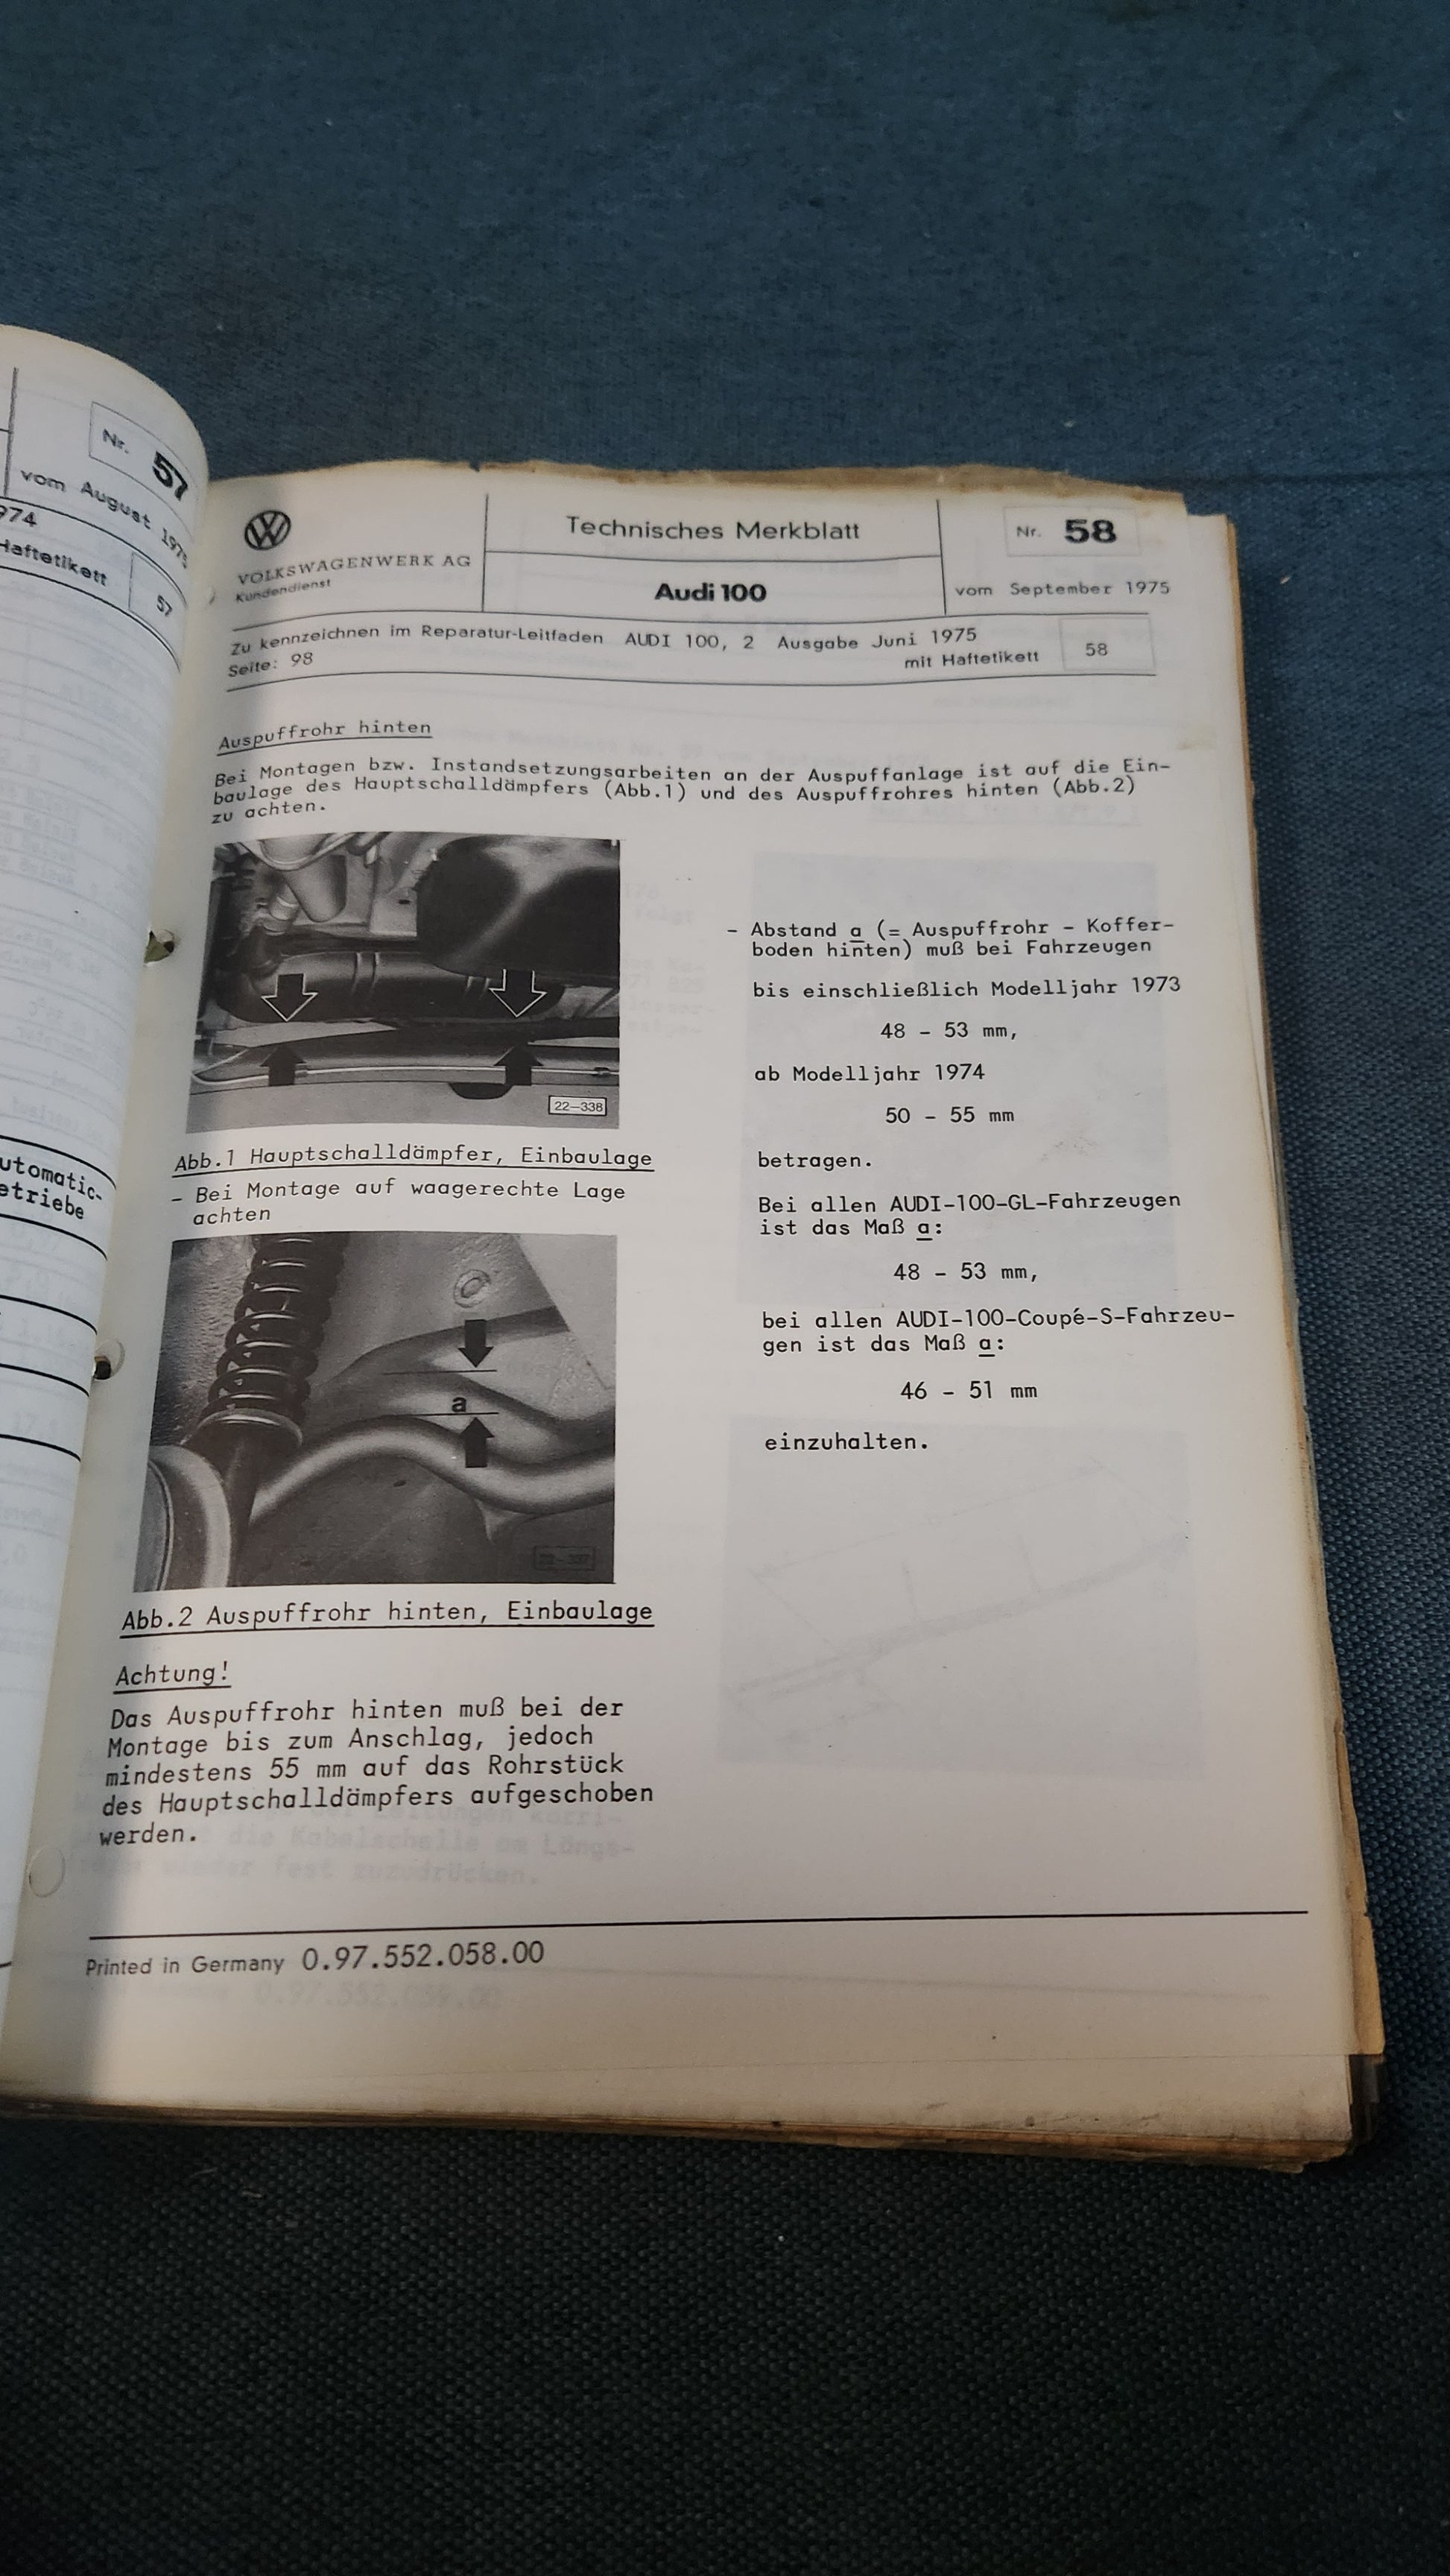 Nr. 57
vom August 1975
974
Haftetikett
57
utomatic-
etriebe
VOLKSWAGENWERK AG
Kundendienst
Technisches Merkblatt
Audi 100
Nr. 58
vom September 1975
Zu kennzeichnen im Reparatur-Leitfaden AUDI 100, 2 Ausgabe Juni 1975
Seite: 98
mit Haftetikett 58
Auspuffrohr hinten
Bei Montagen bzw. Instandsetzungsarbeiten an der Auspuffanlage ist auf die Ein-
baulage des Hauptschalldämpfers (Abb.1) und des Auspuffrohres hinten (Abb.2)
zu achten.
22-338
Abb.1 Hauptschalldämpfer, Einbaulage
- Bei Montage auf waagerechte Lage
achten
a
22-337
Abb.2 Auspuffrohr hinten, Einbaulage
Achtung!
Das Auspuffrohr hinten muß bei der
Montage bis zum Anschlag, jedoch
mindestens 55 mm auf das Rohrstück
des Hauptschalldämpfers aufgeschoben
werden.
- Abstand a (= Auspuffrohr - Koffer-
boden hinten) muß bei Fahrzeugen
bis einschließlich Modelljahr 1973
48 - 53 mm,
ab Modelljahr 1974
50 - 55 mm
betragen.
Bei allen AUDI-100-GL-Fahrzeugen
ist das Maß a:
48 - 53 mm,
bei allen AUDI-100-Coupé-S-Fahrzeu-
gen ist das Maß a:
46 - 51 mm
einzuhalten.
Printed in Germany 0.97.552.058.00